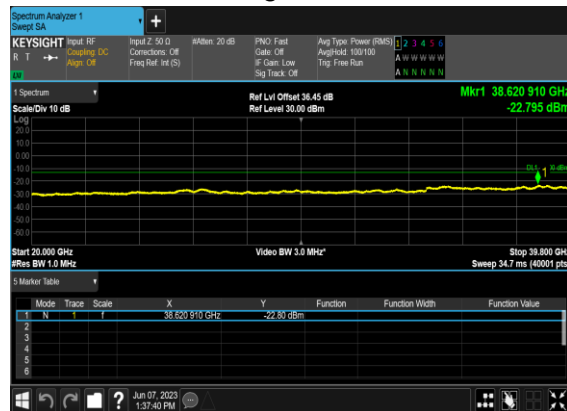 Spectrum Analyzer 1
Swept SA
+
KEYSIGHT Input: RF Input Z: 50 Ω #Atten: 20 dB PNO: Fast Avg Type: Power (RMS) 1 2 3 4 5 6
R T Coupling: DC Corrections: Off Gate: Off Avg|Hold: 100/100 A W W W W W
Align: Off Freq Ref: Int (S) IF Gain: Low Trig: Free Run
Sig Track: Off A N N N N N
1 Spectrum Ref Lvl Offset 36.45 dB Mkr1 38.620 910 GHz
Scale/Div 10 dB Ref Level 30.00 dBm -22.795 dBm
Log
20.0
10.0
0.00
-10.0
DL1 1
-20.0
-30.0
-40.0
-50.0
-60.0
Start 20.000 GHz Video BW 3.0 MHz* Stop 39.800 GHz
#Res BW 1.0 MHz Sweep 34.7 ms (40001 pts)
5 Marker Table
Mode Trace Scale X Y Function Function Width Function Value
1 N 1 f 38.620 910 GHz -22.80 dBm
2
3
4
5
6
? Jun 07, 2023
1:37:40 PM